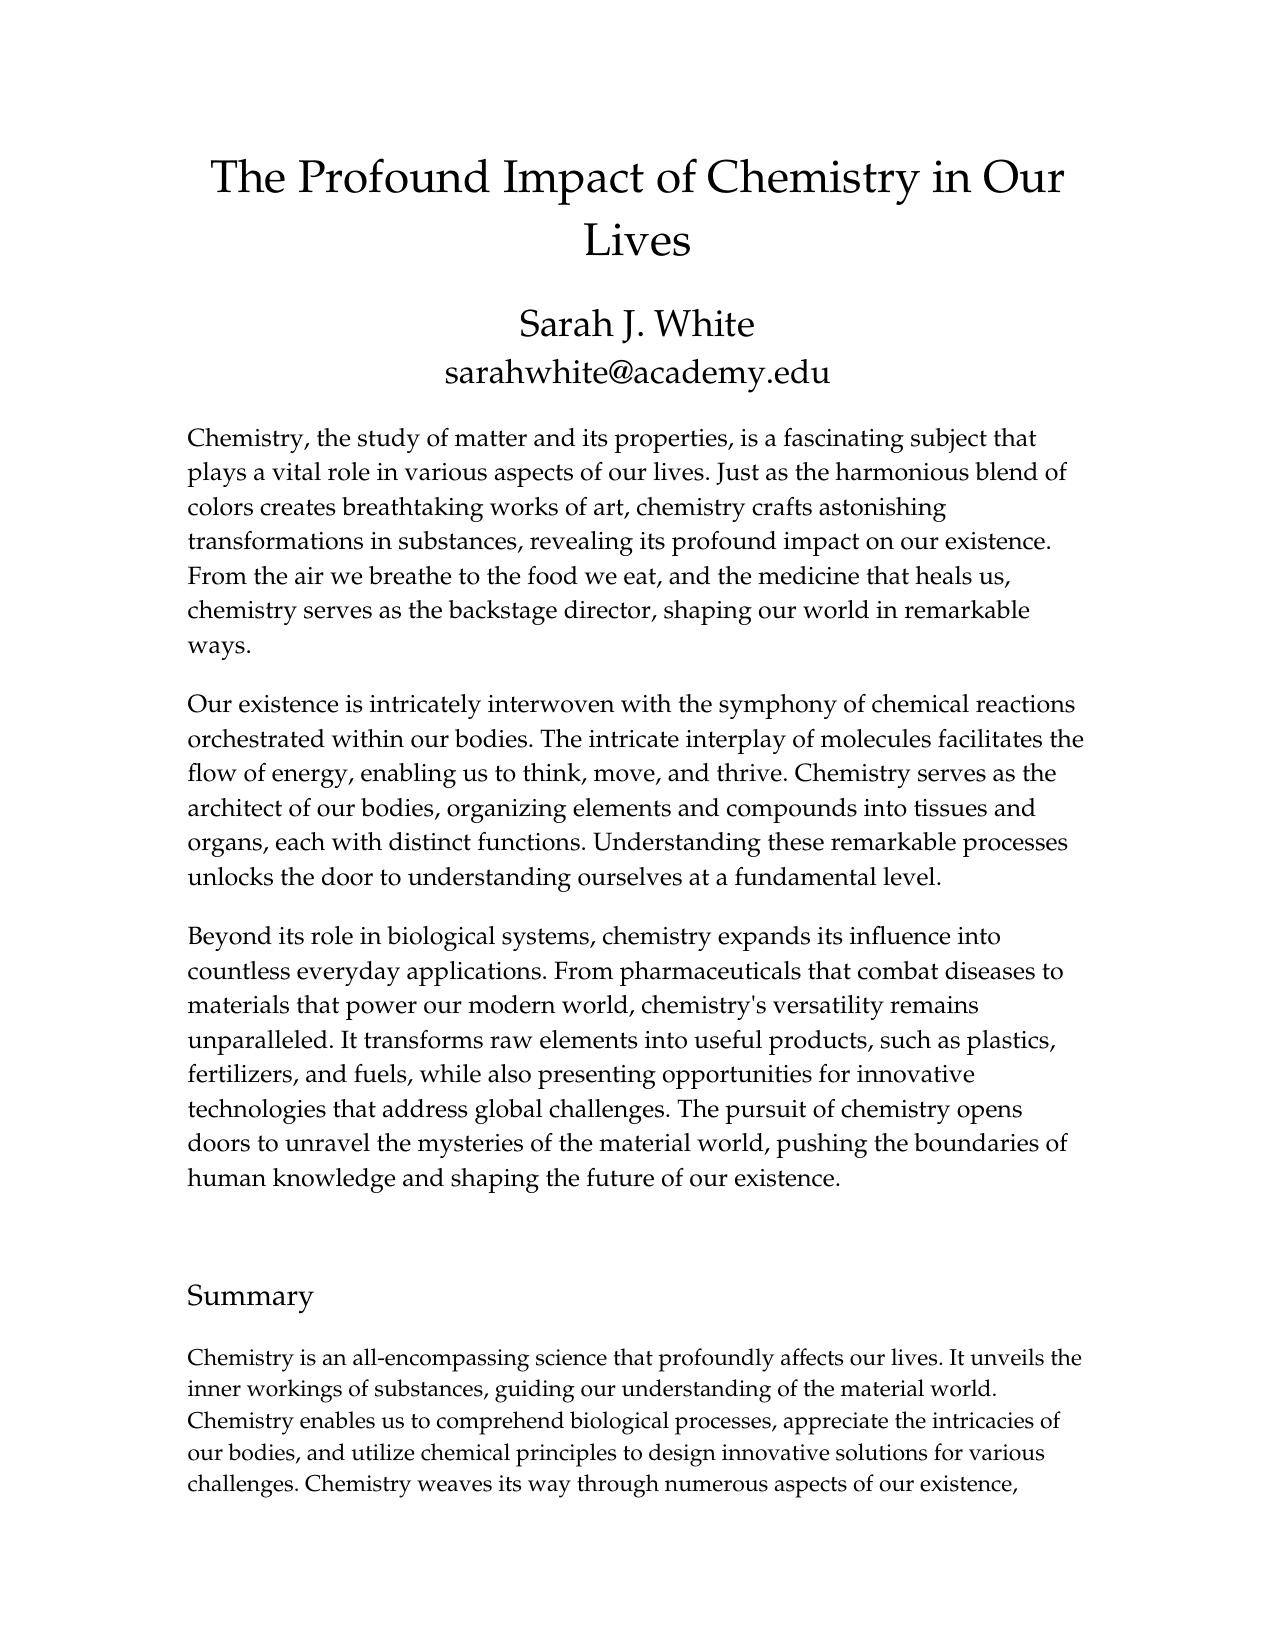 The Profound Impact of Chemistry in Our
Lives
Sarah J. White
sarahwhite@academy.edu
Chemistry, the study of matter and its properties, is a fascinating subject that
plays a vital role in various aspects of our lives. Just as the harmonious blend of
colors creates breathtaking works of art, chemistry crafts astonishing
transformations in substances, revealing its profound impact on our existence.
From the air we breathe to the food we eat, and the medicine that heals us,
chemistry serves as the backstage director, shaping our world in remarkable
ways.
Our existence is intricately interwoven with the symphony of chemical reactions
orchestrated within our bodies. The intricate interplay of molecules facilitates the
flow of energy, enabling us to think, move, and thrive. Chemistry serves as the
architect of our bodies, organizing elements and compounds into tissues and
organs, each with distinct functions. Understanding these remarkable processes
unlocks the door to understanding ourselves at a fundamental level.
Beyond its role in biological systems, chemistry expands its influence into
countless everyday applications. From pharmaceuticals that combat diseases to
materials that power our modern world, chemistry's versatility remains
unparalleled. It transforms raw elements into useful products, such as plastics,
fertilizers, and fuels, while also presenting opportunities for innovative
technologies that address global challenges. The pursuit of chemistry opens
doors to unravel the mysteries of the material world, pushing the boundaries of
human knowledge and shaping the future of our existence.
Summary
Chemistry is an all-encompassing science that profoundly affects our lives. It unveils the
inner workings of substances, guiding our understanding of the material world.
Chemistry enables us to comprehend biological processes, appreciate the intricacies of
our bodies, and utilize chemical principles to design innovative solutions for various
challenges. Chemistry weaves its way through numerous aspects of our existence,